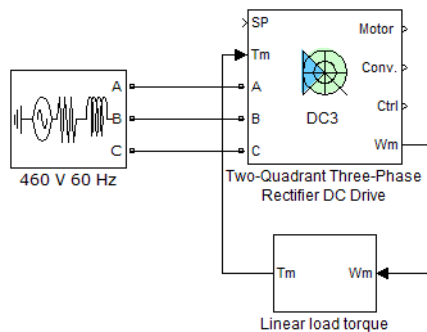 SP
Tm
A
B
C
DC3
Motor
Conv.
Ctrl
Wm
A
B
C
460 V 60 Hz
Two-Quadrant Three-Phase
Rectifier DC Drive
Tm
Wm
Linear load torque